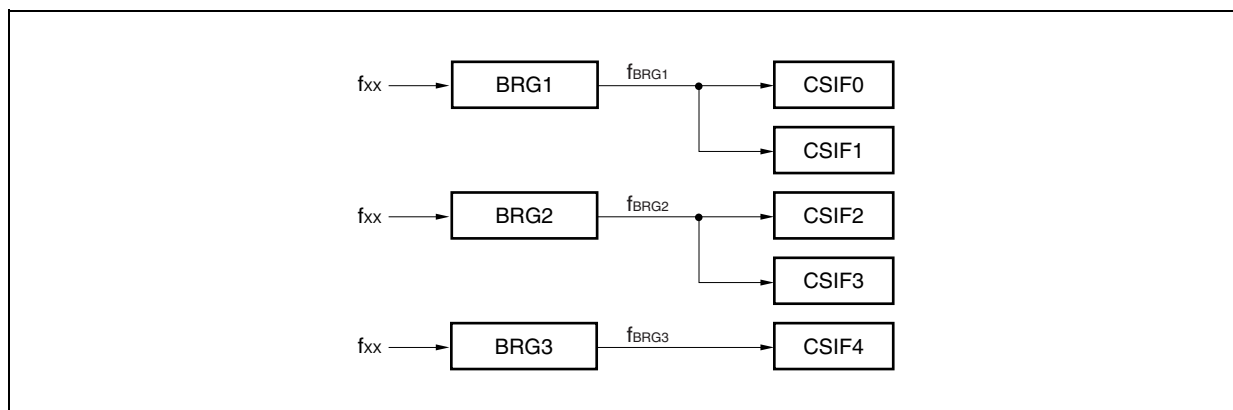 fxx BRG1 fBRG1 CSIF0
CSIF1
fxx BRG2 fBRG2 CSIF2
CSIF3
fxx BRG3 fBRG3 CSIF4